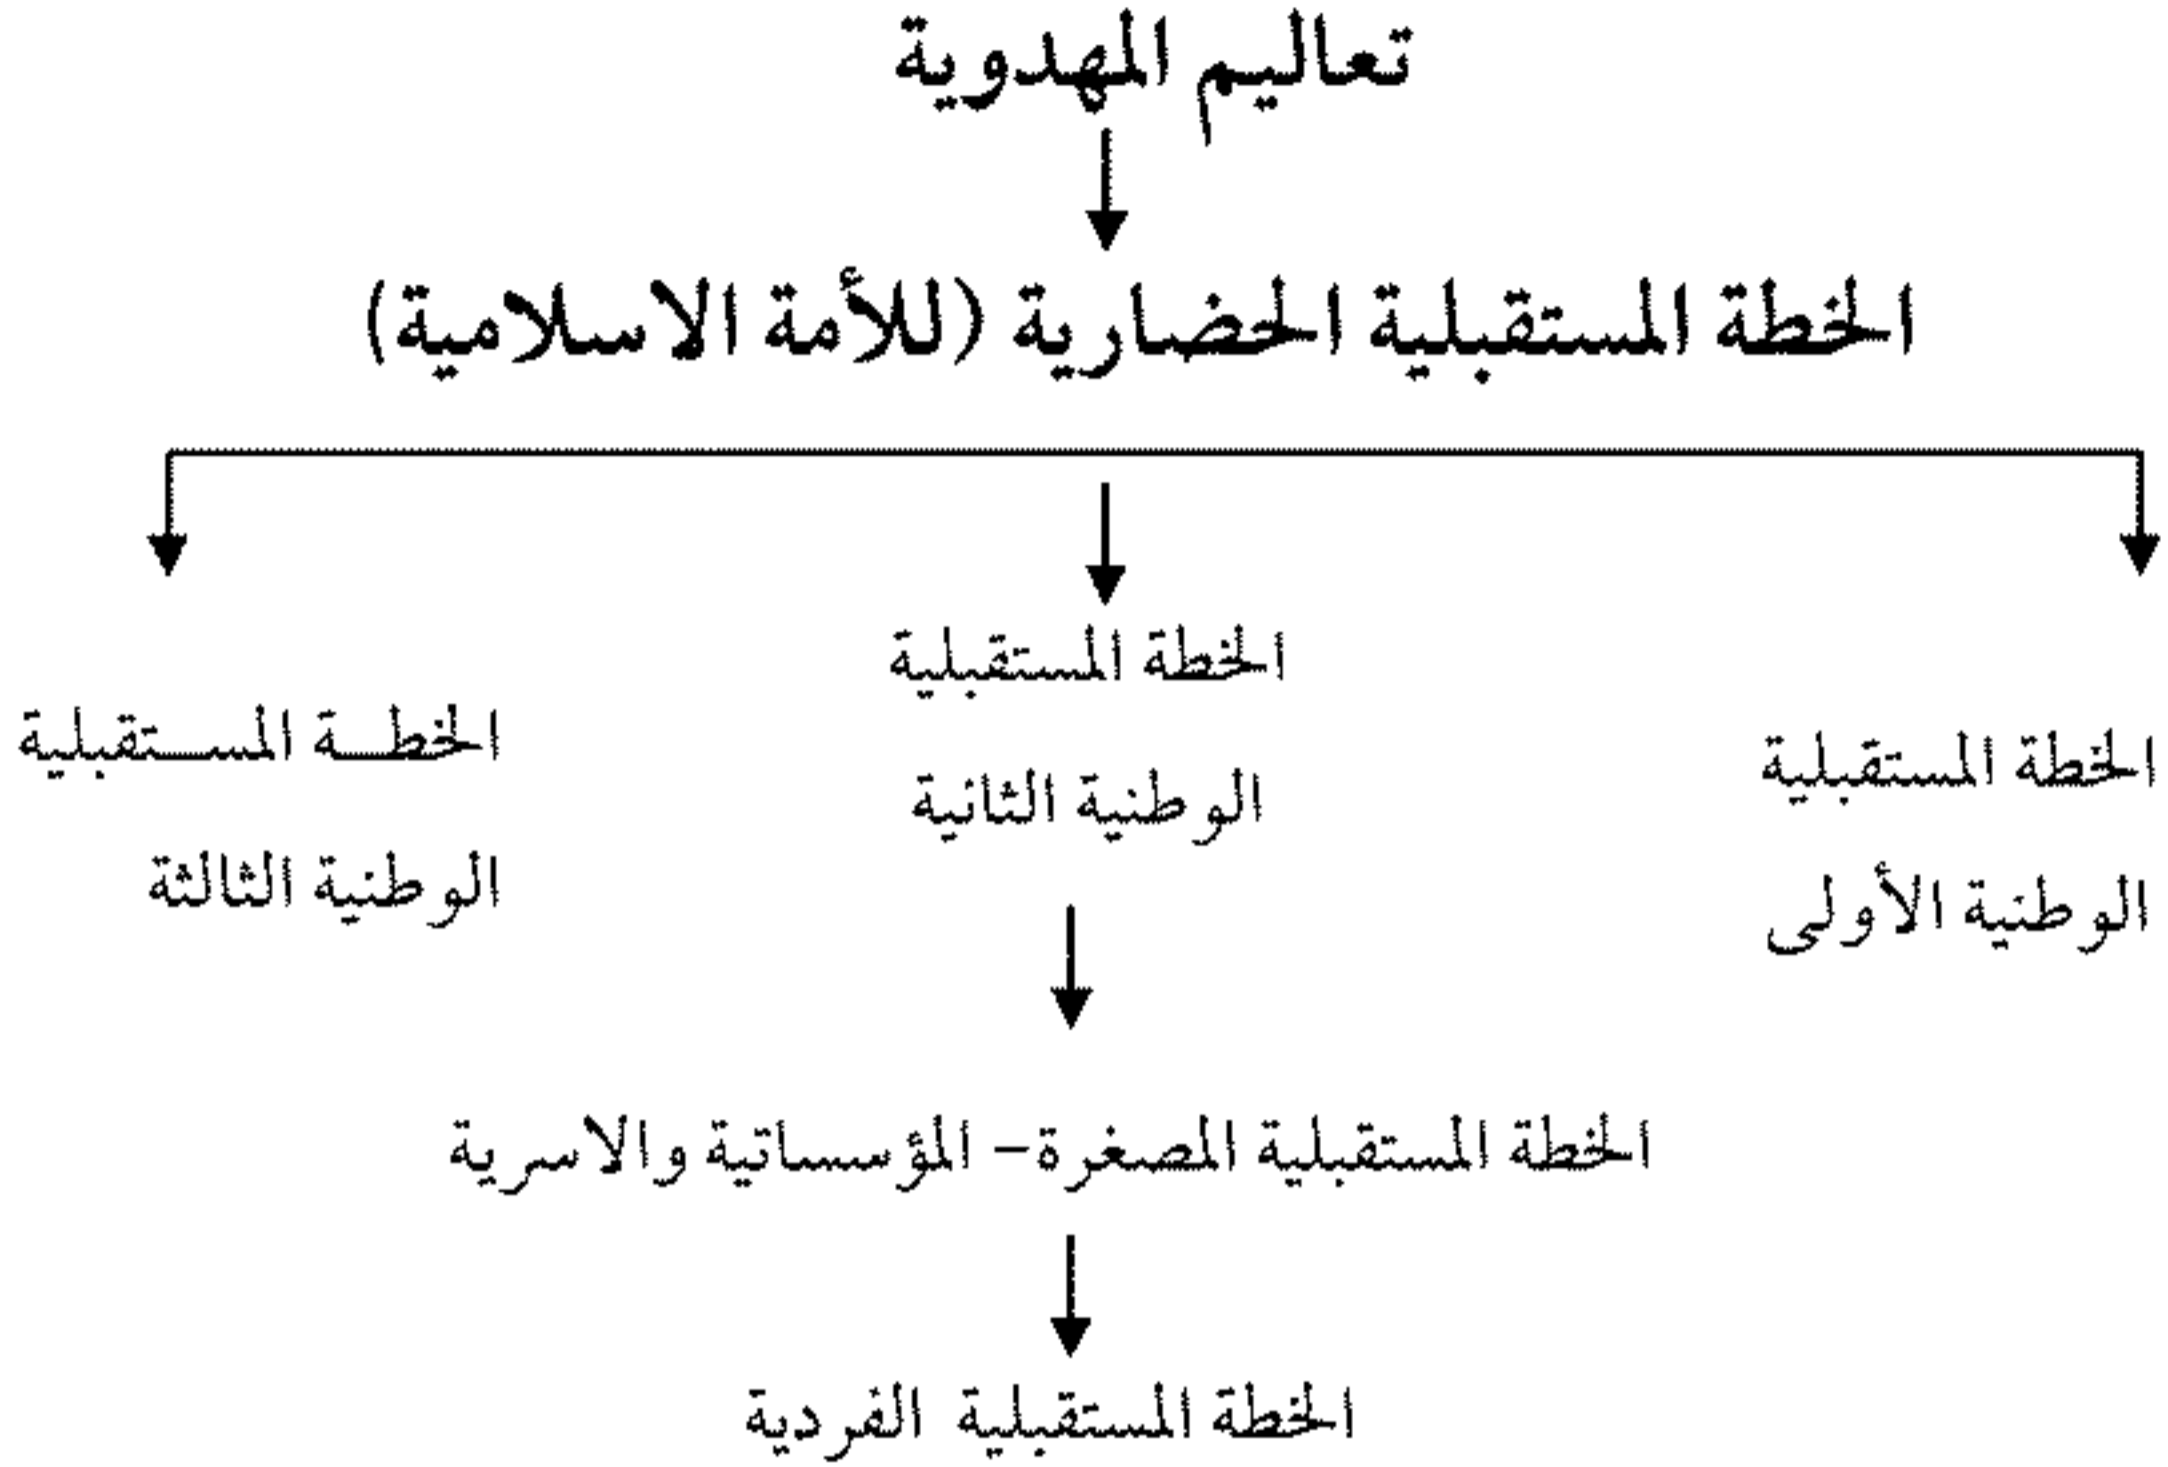 تعاليم المهدوية
الخطة المستقبلية الحضارية (للأمة الاسلامية)
الخطة المستقبلية
الوطنية الأولى
الخطة المستقبلية
الوطنية الثانية
الخطة المستقبلية
الوطنية الثالثة
الخطة المستقبلية المصغرة- المؤسساتية والاسرية
الخطة المستقبلية الفردية